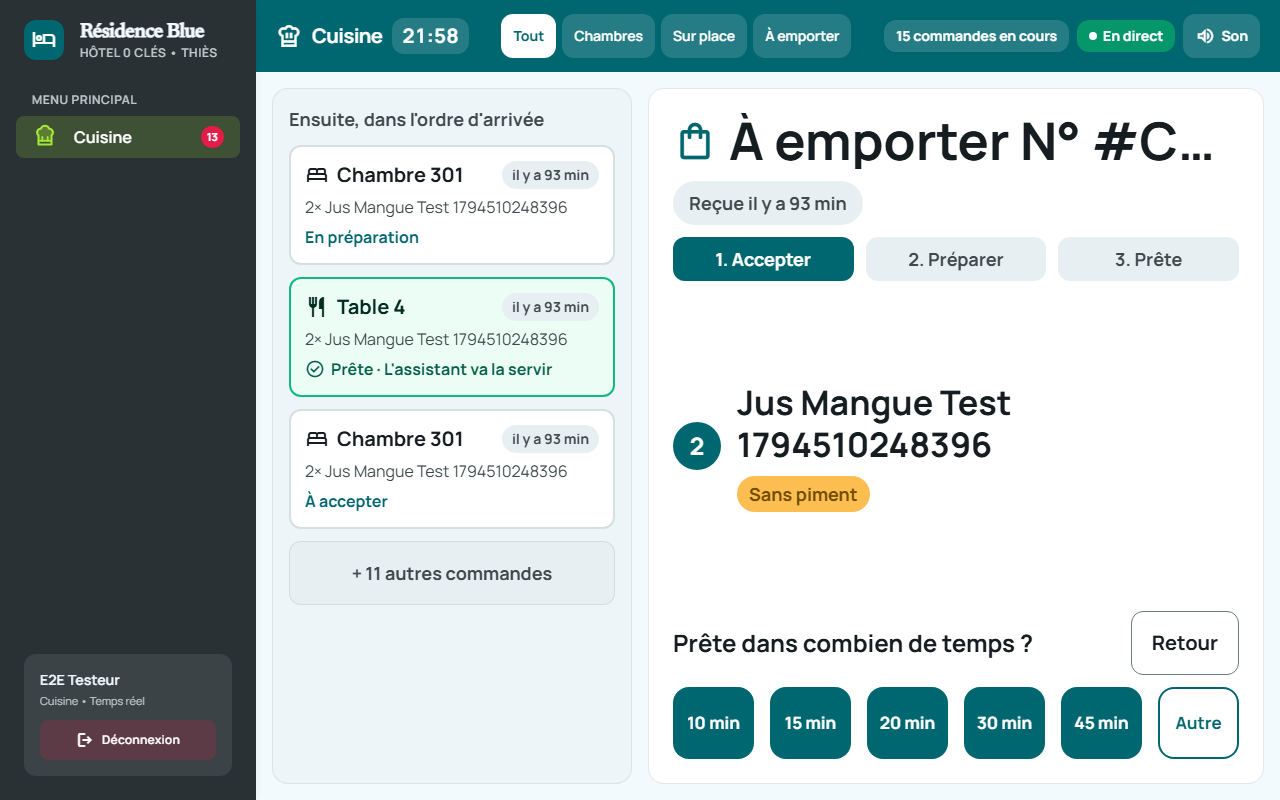 Résidence Blue
HÔTEL 0 CLÉS • THIÈS
MENU PRINCIPAL
Cuisine
13
E2E Testeur
Cuisine • Temps réel
Déconnexion
Cuisine
21:58
Tout
Chambres
Sur place
À emporter
15 commandes en cours
En direct
Son
Ensuite, dans l'ordre d'arrivée
Chambre 301
il y a 93 min
2× Jus Mangue Test 1794510248396
En préparation
Table 4
il y a 93 min
2× Jus Mangue Test 1794510248396
Prête · L'assistant va la servir
Chambre 301
il y a 93 min
2× Jus Mangue Test 1794510248396
À accepter
+ 11 autres commandes
À emporter N° #C...
Reçue il y a 93 min
1. Accepter
2. Préparer
3. Prête
2
Jus Mangue Test
1794510248396
Sans piment
Prête dans combien de temps ?
Retour
10 min
15 min
20 min
30 min
45 min
Autre